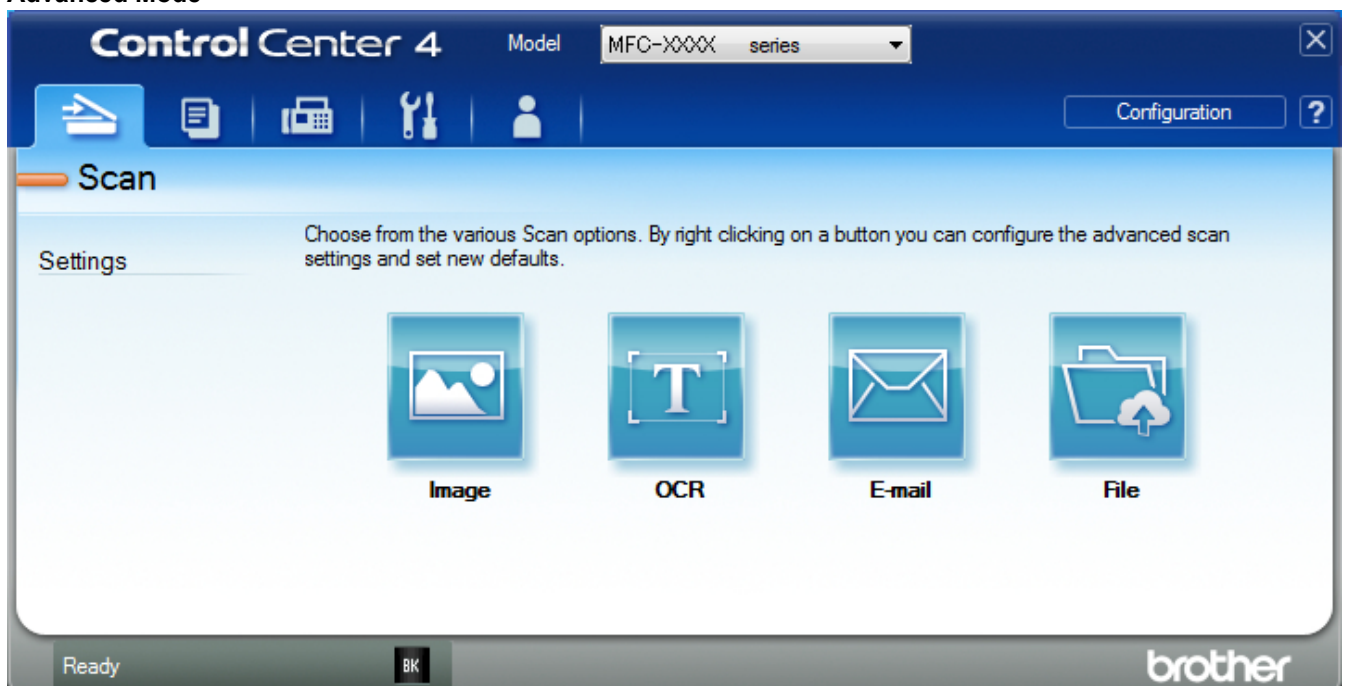 Advanced Mode
Control Center 4 Model MFC-XXXX series
Configuration ?
Scan
Settings
Choose from the various Scan options. By right clicking on a button you can configure the advanced scan
settings and set new defaults.
T
Image OCR E-mail File
Ready BK brother